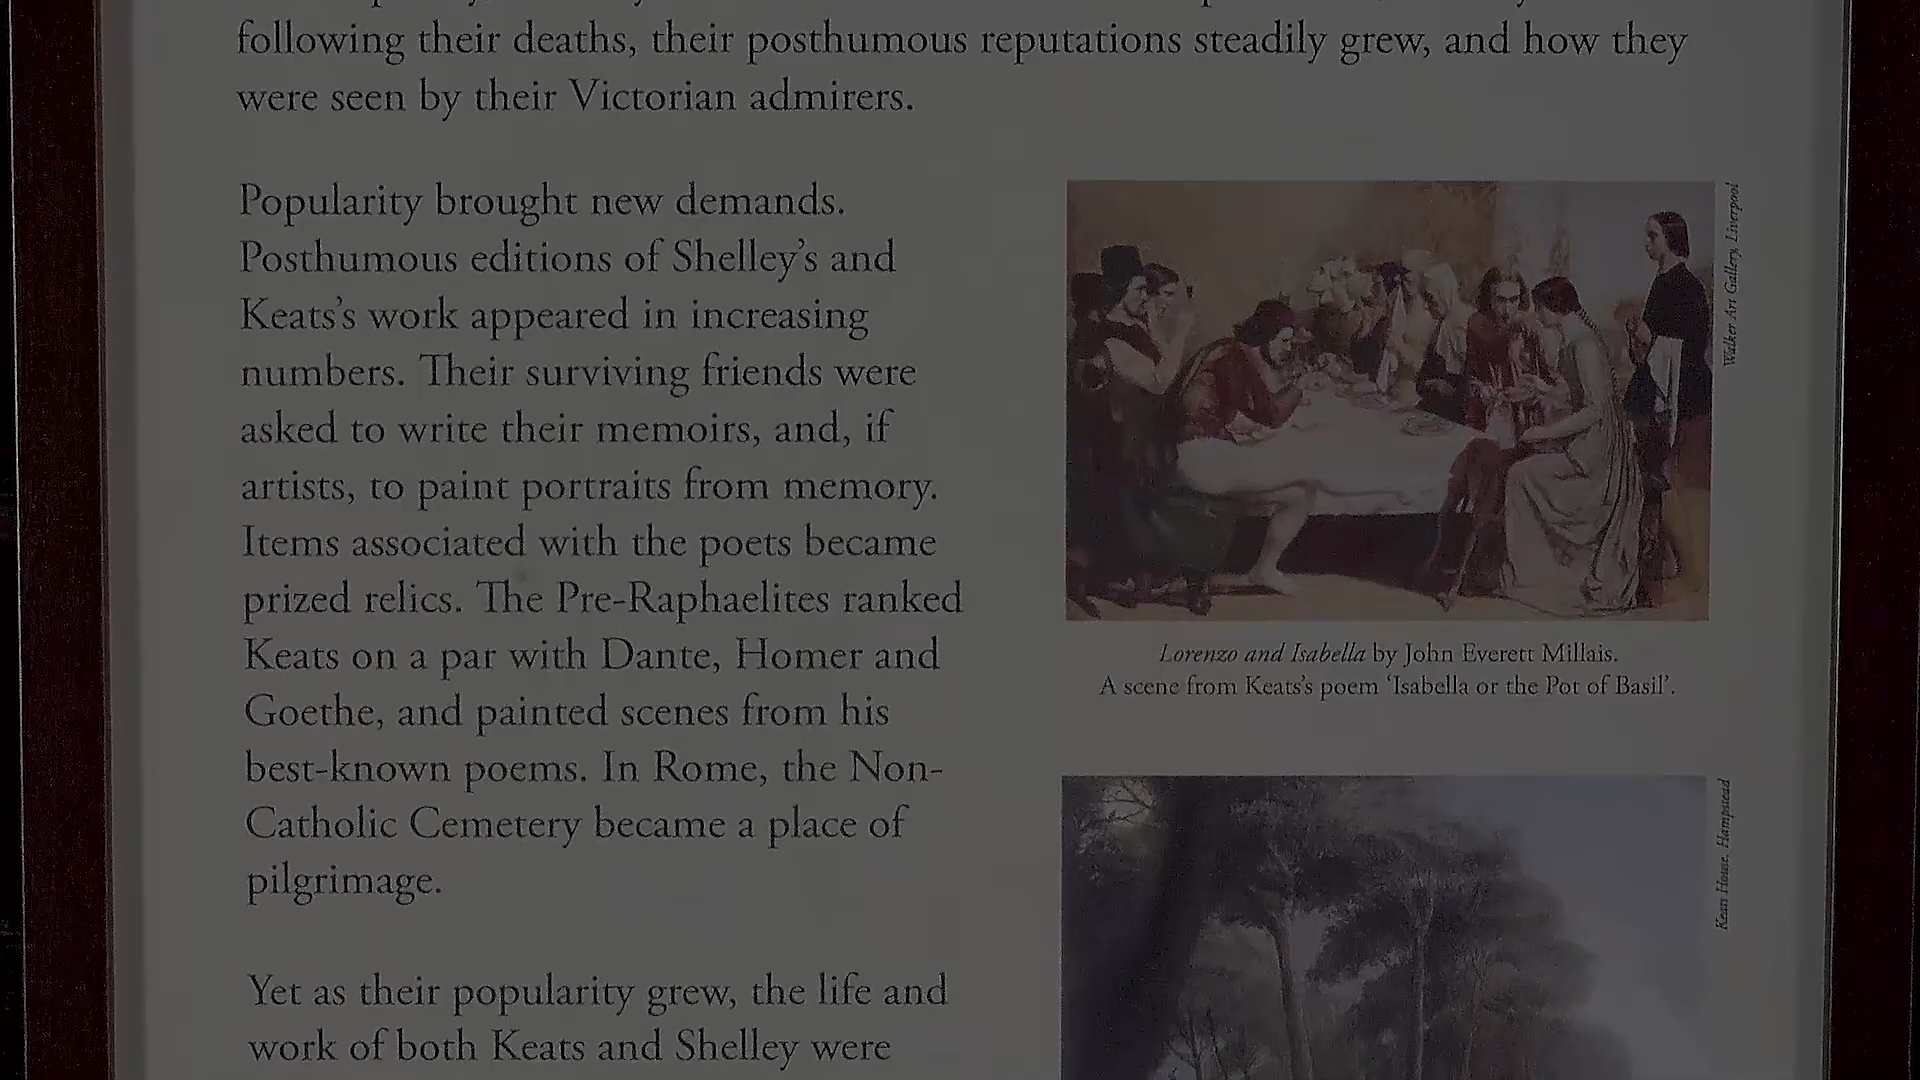 following their deaths, their posthumous reputations steadily grew, and how they
were seen by their Victorian admirers.
Popularity brought new demands.
Posthumous editions of Shelley’s and
Keats’s work appeared in increasing
numbers. Their surviving friends were
asked to write their memoirs, and, if
artists, to paint portraits from memory.
Items associated with the poets became
prized relics. The Pre-Raphaelites ranked
Keats on a par with Dante, Homer and
Goethe, and painted scenes from his
best-known poems. In Rome, the Non-
Catholic Cemetery became a place of
pilgrimage.
Yet as their popularity grew, the life and
work of both Keats and Shelley were
Walker Art Gallery, Liverpool
Lorenzo and Isabella by John Everett Millais.
A scene from Keats’s poem ‘Isabella or the Pot of Basil’.
Keats House, Hampstead